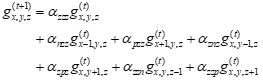 g_{x,y,z}^{(t+1)} = α_{zzz} g_{x,y,z}^{(t)}
+ α_{nzz} g_{x-1,y,z}^{(t)} + α_{pzz} g_{x+1,y,z}^{(t)} + α_{znz} g_{x,y-1,z}^{(t)}
+ α_{zpz} g_{x,y+1,z}^{(t)} + α_{zzn} g_{x,y,z-1}^{(t)} + α_{zzp} g_{x,y,z+1}^{(t)}